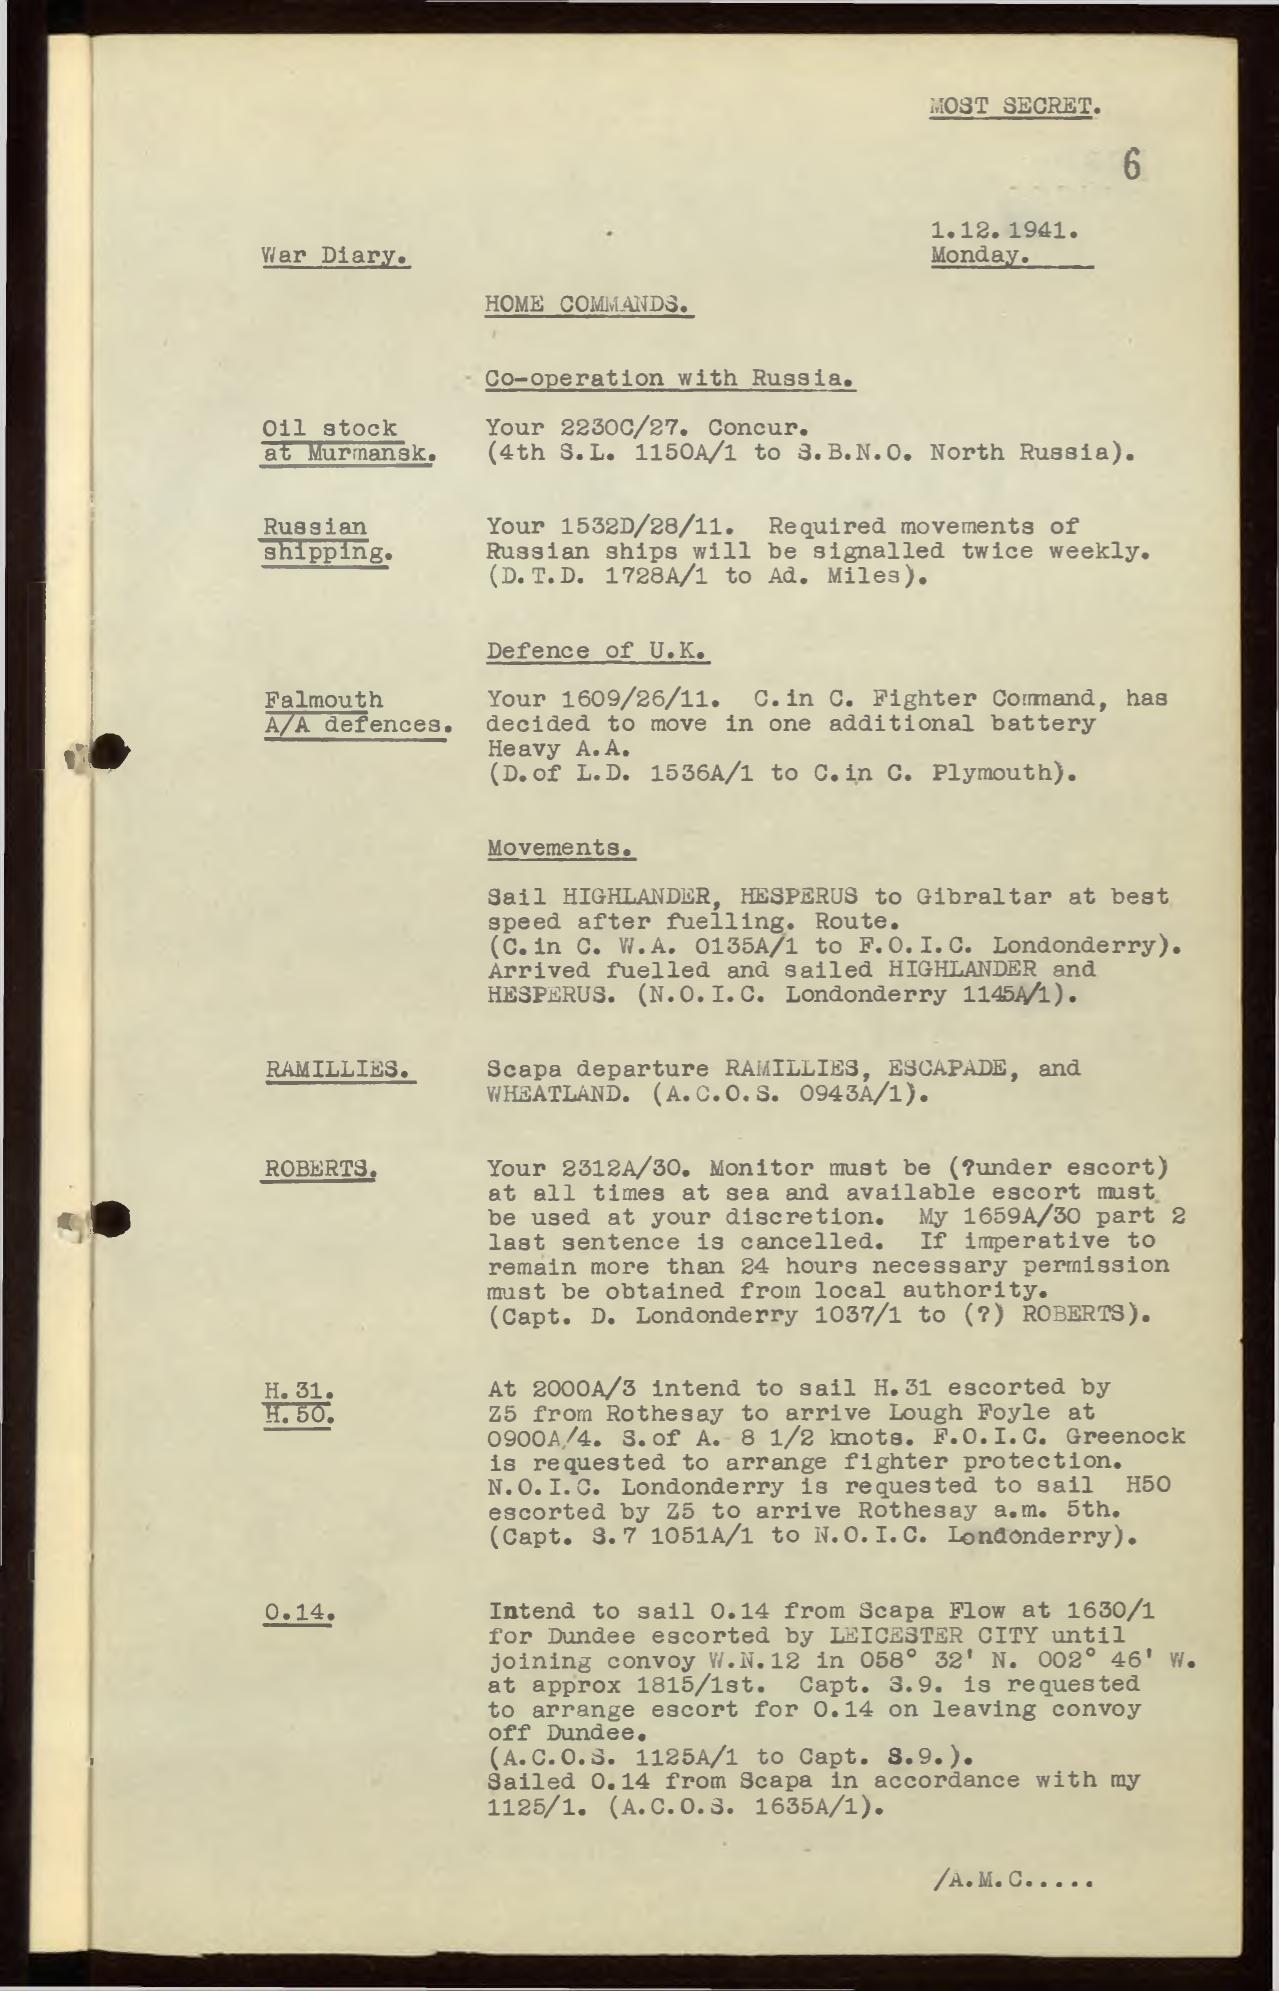 MOST SECRET.
6
1.12.1941.
War Diary.
Monday.
HOME COMMANDS.
Co-operation with Russia.
Oil stock
at Murmansk.
Your 2230C/27. Concur.
(4th S.L. 1150A/1 to S.B.N.O. North Russia).
Russian
shipping.
Your 1532D/28/11. Required movements of
Russian ships will be signalled twice weekly.
(D.T.D. 1728A/1 to Ad. Miles).
Defence of U.K.
Falmouth
A/A defences.
Your 1609/26/11. C.in C. Fighter Command, has
decided to move in one additional battery
Heavy A.A.
(D.of L.D. 1536A/1 to C.in C. Plymouth).
Movements.
Sail HIGHLANDER, HESPERUS to Gibraltar at best
speed after fuelling. Route.
(C.in C. W.A. 0135A/1 to F.O.I.C. Londonderry).
Arrived fuelled and sailed HIGHLANDER and
HESPERUS. (N.O.I.C. Londonderry 1145A/1).
RAMILLIES.
Scapa departure RAMILLIES, ESCAPADE, and
WHEATLAND. (A.C.O.S. 0943A/1).
ROBERTS.
Your 2312A/30. Monitor must be (?under escort)
at all times at sea and available escort must
be used at your discretion. My 1659A/30 part 2
last sentence is cancelled. If imperative to
remain more than 24 hours necessary permission
must be obtained from local authority.
(Capt. D. Londonderry 1037/1 to (?) ROBERTS).
H.31.
H.50.
At 2000A/3 intend to sail H.31 escorted by
Z5 from Rothesay to arrive Lough Foyle at
0900A/4. S.of A. 8 1/2 knots. F.O.I.C. Greenock
is requested to arrange fighter protection.
N.O.I.C. Londonderry is requested to sail H50
escorted by Z5 to arrive Rothesay a.m. 5th.
(Capt. S.7 1051A/1 to N.O.I.C. Londonderry).
O.14.
Intend to sail O.14 from Scapa Flow at 1630/1
for Dundee escorted by LEICESTER CITY until
joining convoy W.N.12 in 058° 32' N. 002° 46' W.
at approx 1815/1st. Capt. S.9. is requested
to arrange escort for O.14 on leaving convoy
off Dundee.
(A.C.O.S. 1125A/1 to Capt. S.9.).
Sailed O.14 from Scapa in accordance with my
1125/1. (A.C.O.S. 1635A/1).
/A.M.C.....